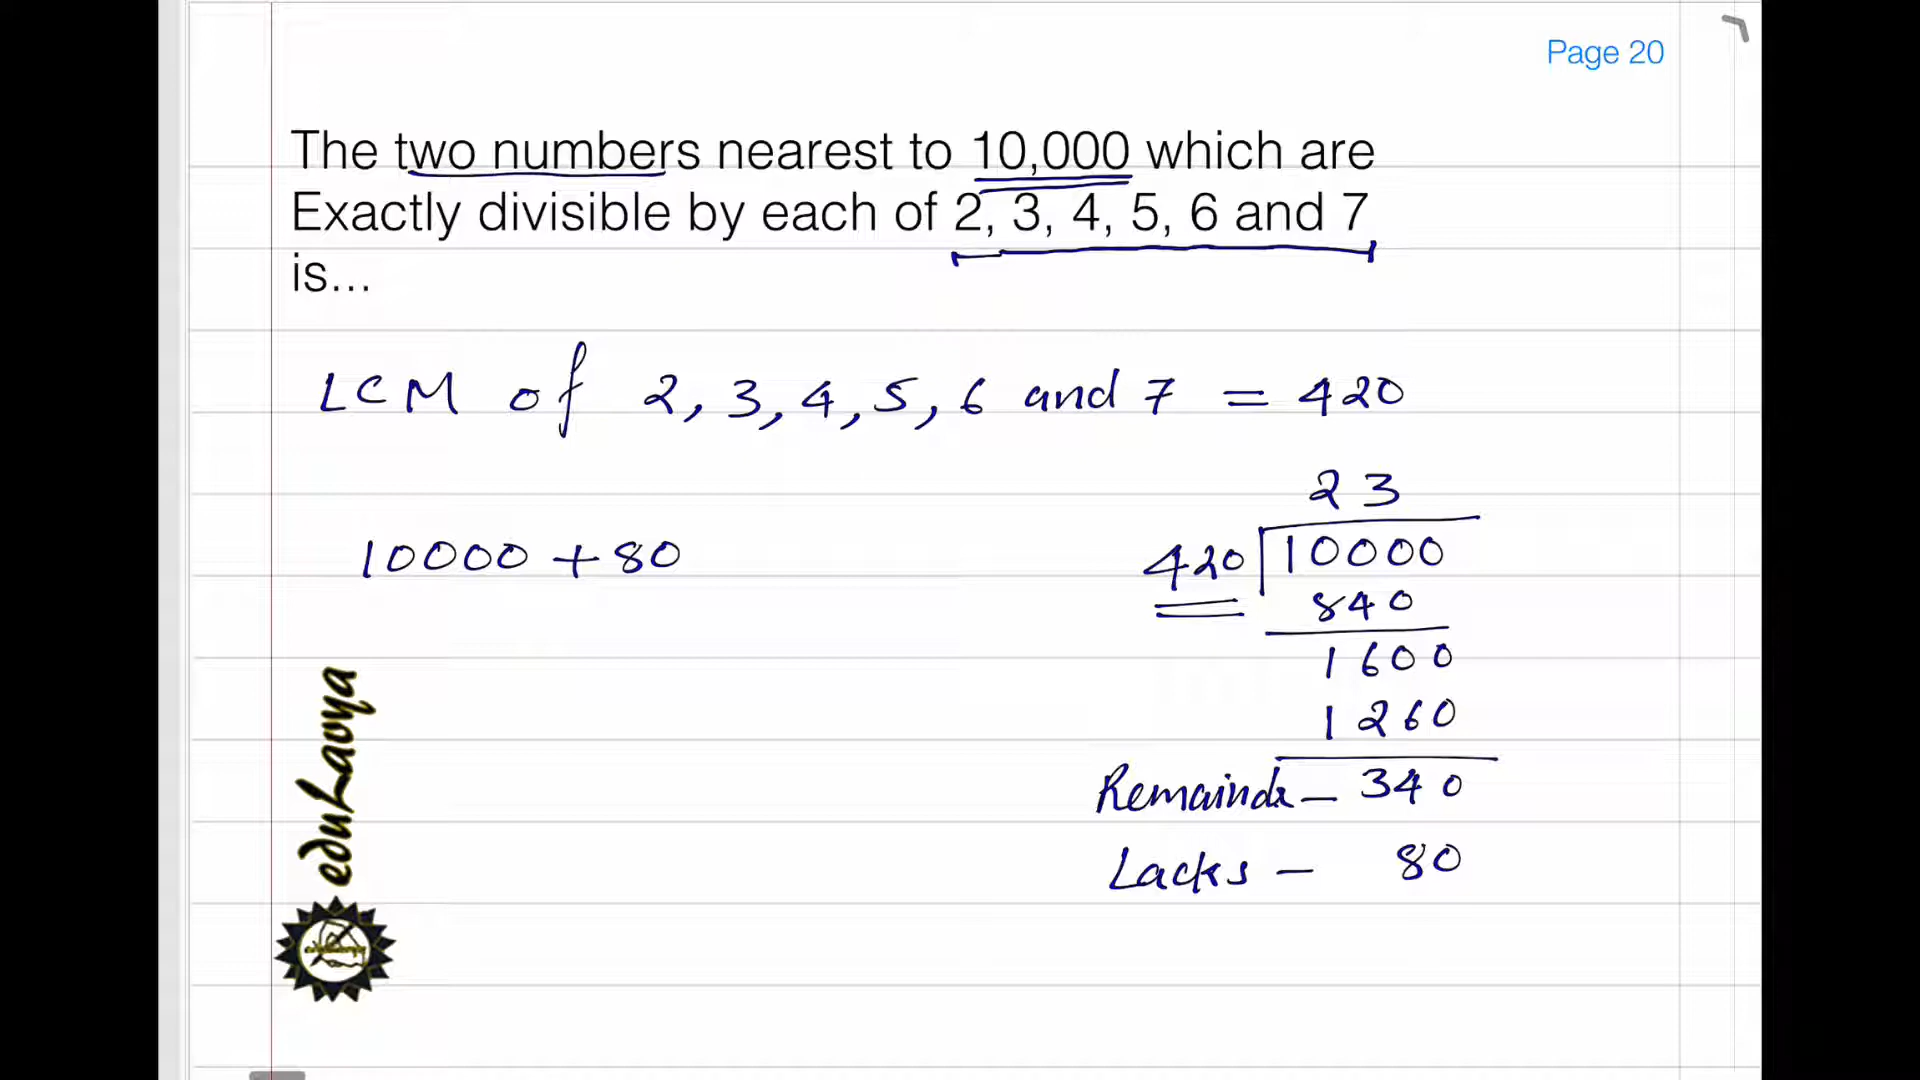 Page 20
The two numbers nearest to 10,000 which are
Exactly divisible by each of 2, 3, 4, 5, 6 and 7
is...
LCM of 2, 3, 4, 5, 6 and 7 = 420
23
10000 + 80
420 10000
840
1600
1260
Remaindr – 340
Lacks – 80
eduLavya